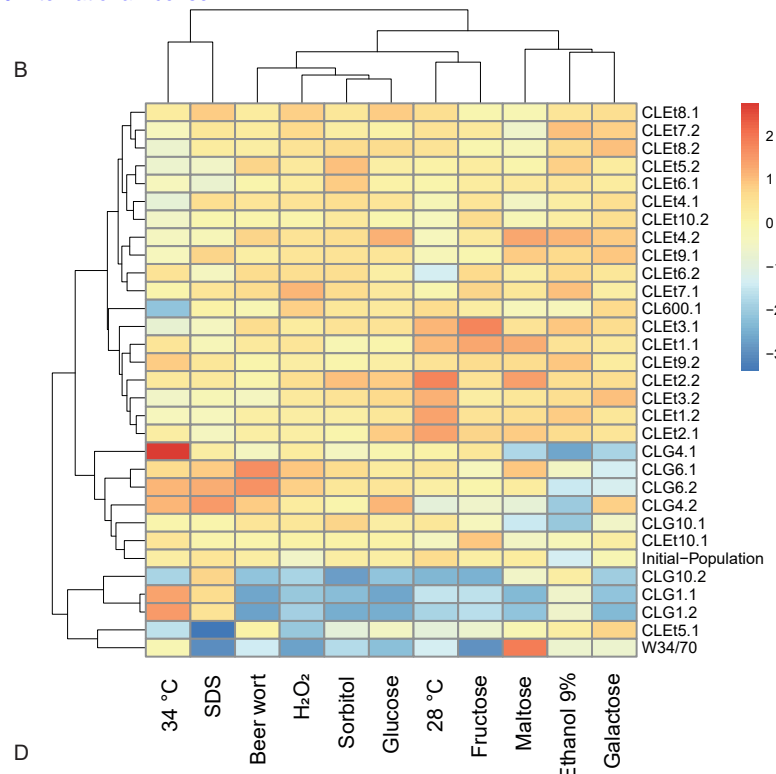 B
CLEt8.1
CLEt7.2
CLEt8.2
CLEt5.2
CLEt6.1
CLEt4.1
CLEt10.2
CLEt4.2
CLEt9.1
CLEt6.2
CLEt7.1
CL600.1
CLEt3.1
CLEt1.1
CLEt9.2
CLEt2.2
CLEt3.2
CLEt1.2
CLEt2.1
CLG4.1
CLG6.1
CLG6.2
CLG4.2
CLG10.1
CLEt10.1
Initial−Population
CLG10.2
CLG1.1
CLG1.2
CLEt5.1
W34/70
2
1
0
−1
−2
−3
34 °C
SDS
Beer wort
H₂O₂
Sorbitol
Glucose
28 °C
Fructose
Maltose
Ethanol 9%
Galactose
D